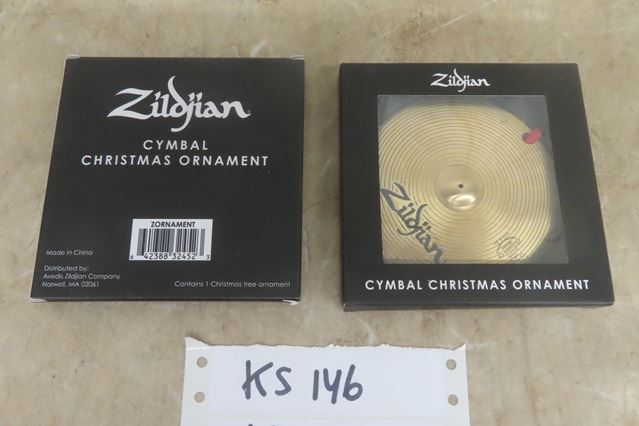 Zildjian
CYMBAL
CHRISTMAS ORNAMENT
ZORNAMENT
6 42388 32452 3
Made in China
Distributed by:
Avedis Zildjian Company
Norwell, MA 02061
Contains 1 Christmas tree ornament
Zildjian
Zildjian
CYMBAL CHRISTMAS ORNAMENT
KS 146